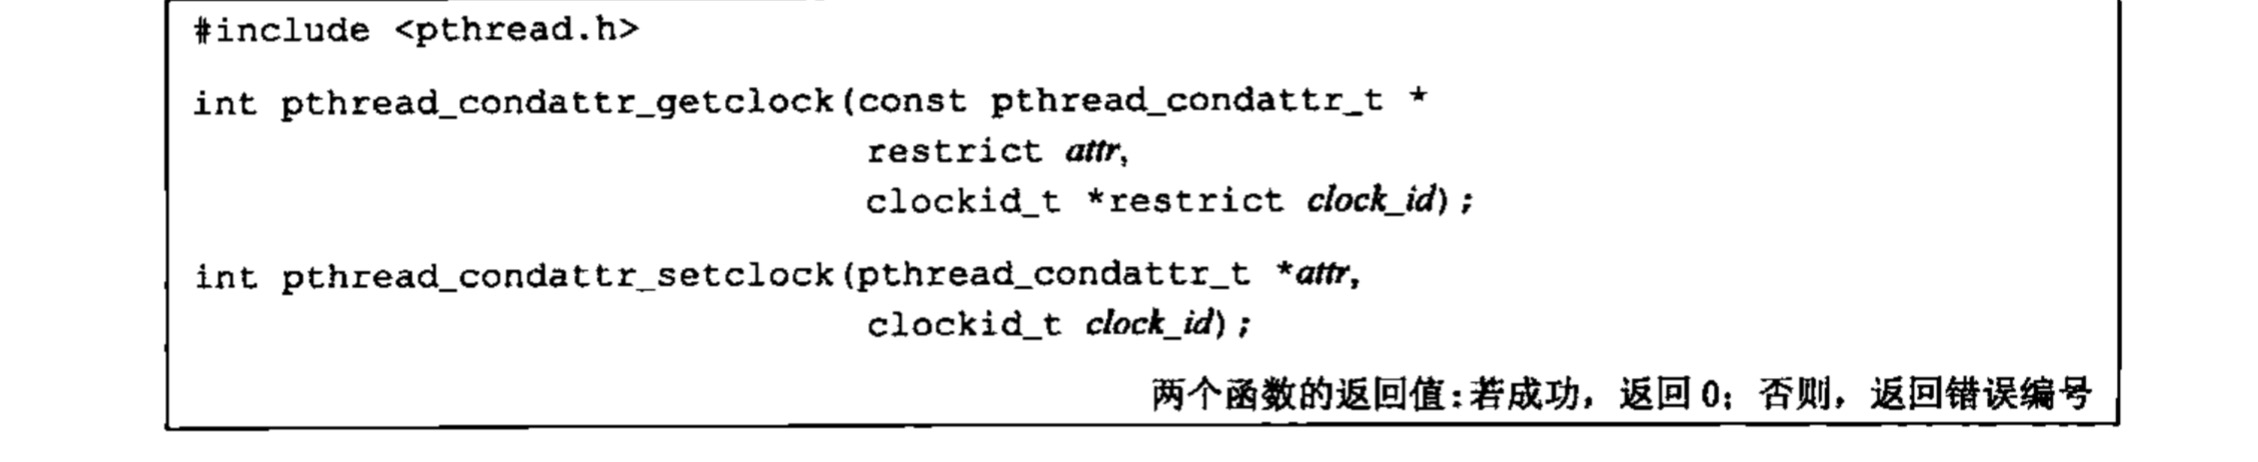 #include <pthread.h>
int pthread_condattr_getclock(const pthread_condattr_t *
restrict attr,
clockid_t *restrict clock_id);
int pthread_condattr_setclock(pthread_condattr_t *attr,
clockid_t clock_id);
两个函数的返回值：若成功，返回 0；否则，返回错误编号